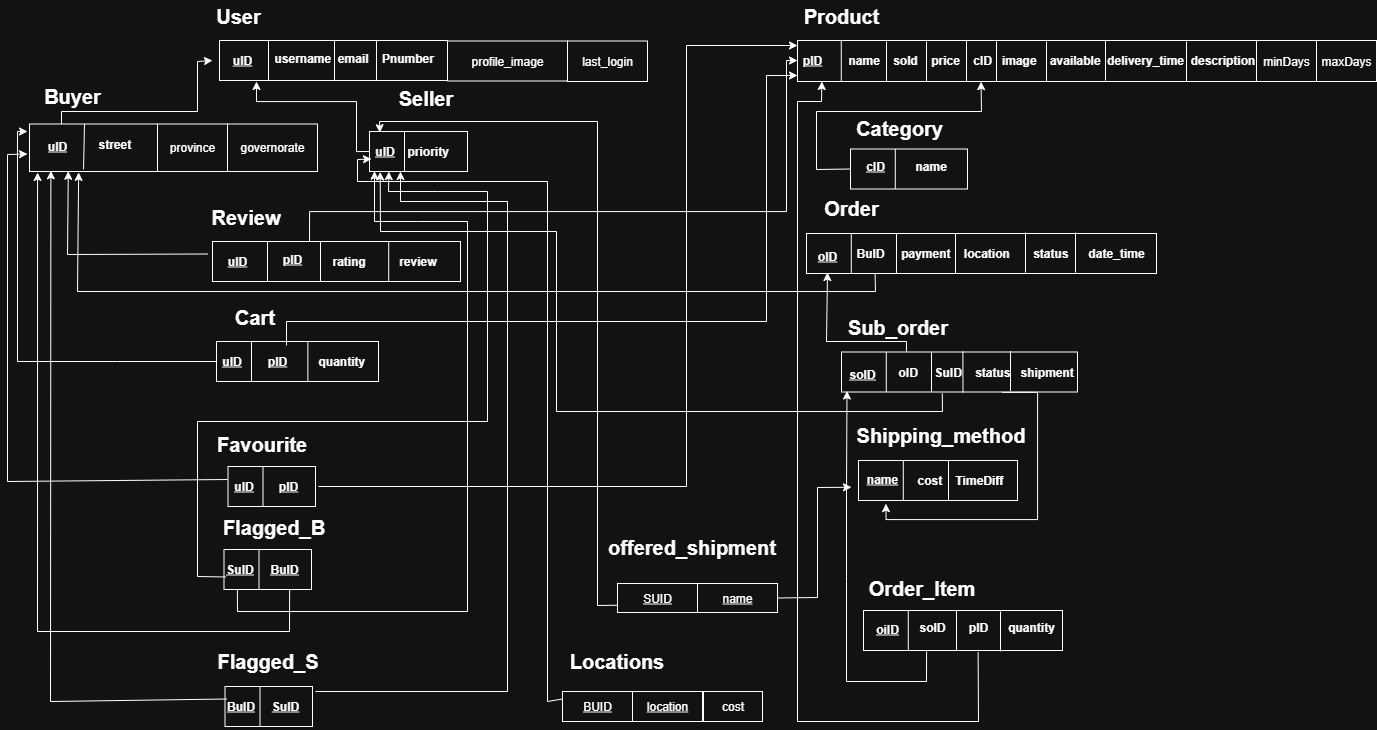 User
uID username email Pnumber profile_image last_login
Product
pID name sold price cID image available delivery_time description minDays maxDays
Buyer
uID street province governorate
Seller
uID priority
Category
cID name
Review
uID pID rating review
Order
oID BuID payment location status date_time
Cart
uID pID quantity
Sub_order
soID oID SuID status shipment
Favourite
uID pID
Shipping_method
name cost TimeDiff
Flagged_B
SuID BuID
offered_shipment
SUID name
Order_Item
oiID soID pID quantity
Flagged_S
BuID SuID
Locations
BUID location cost